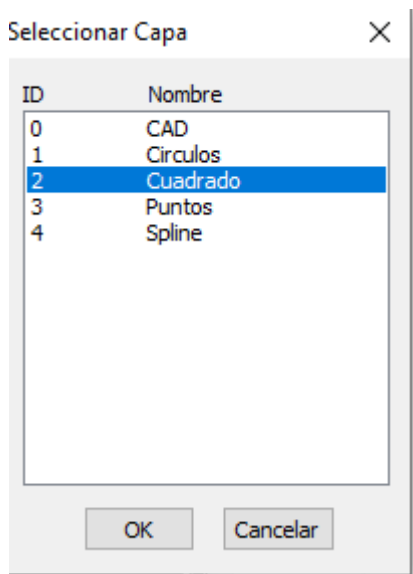 Seleccionar Capa
ID Nombre
0 CAD
1 Circulos
2 Cuadrado
3 Puntos
4 Spline
OK Cancelar